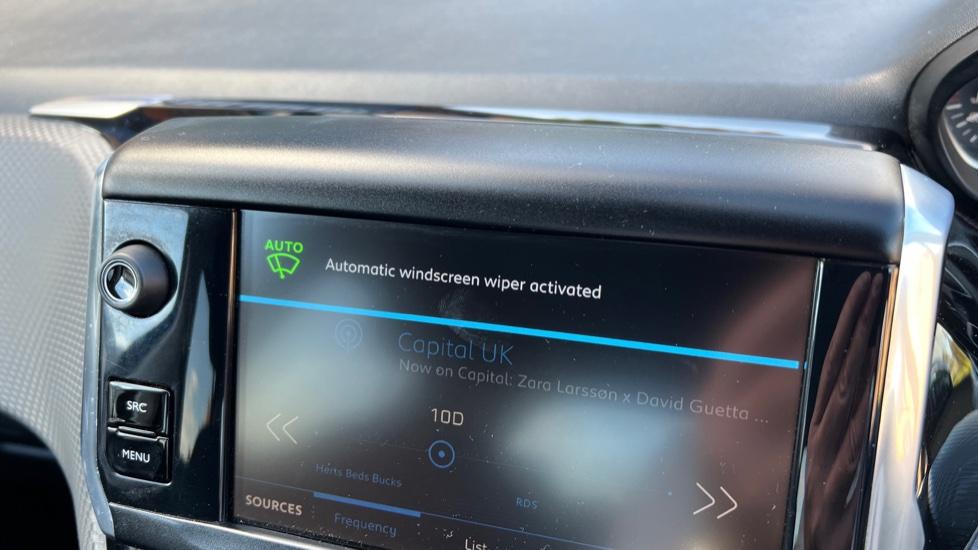 AUTO
Automatic windscreen wiper activated
Capital UK
Now on Capital: Zara Larsson x David Guetta ...
10D
SRC
MENU
Herts Beds Bucks
RDS
SOURCES
Frequency
List